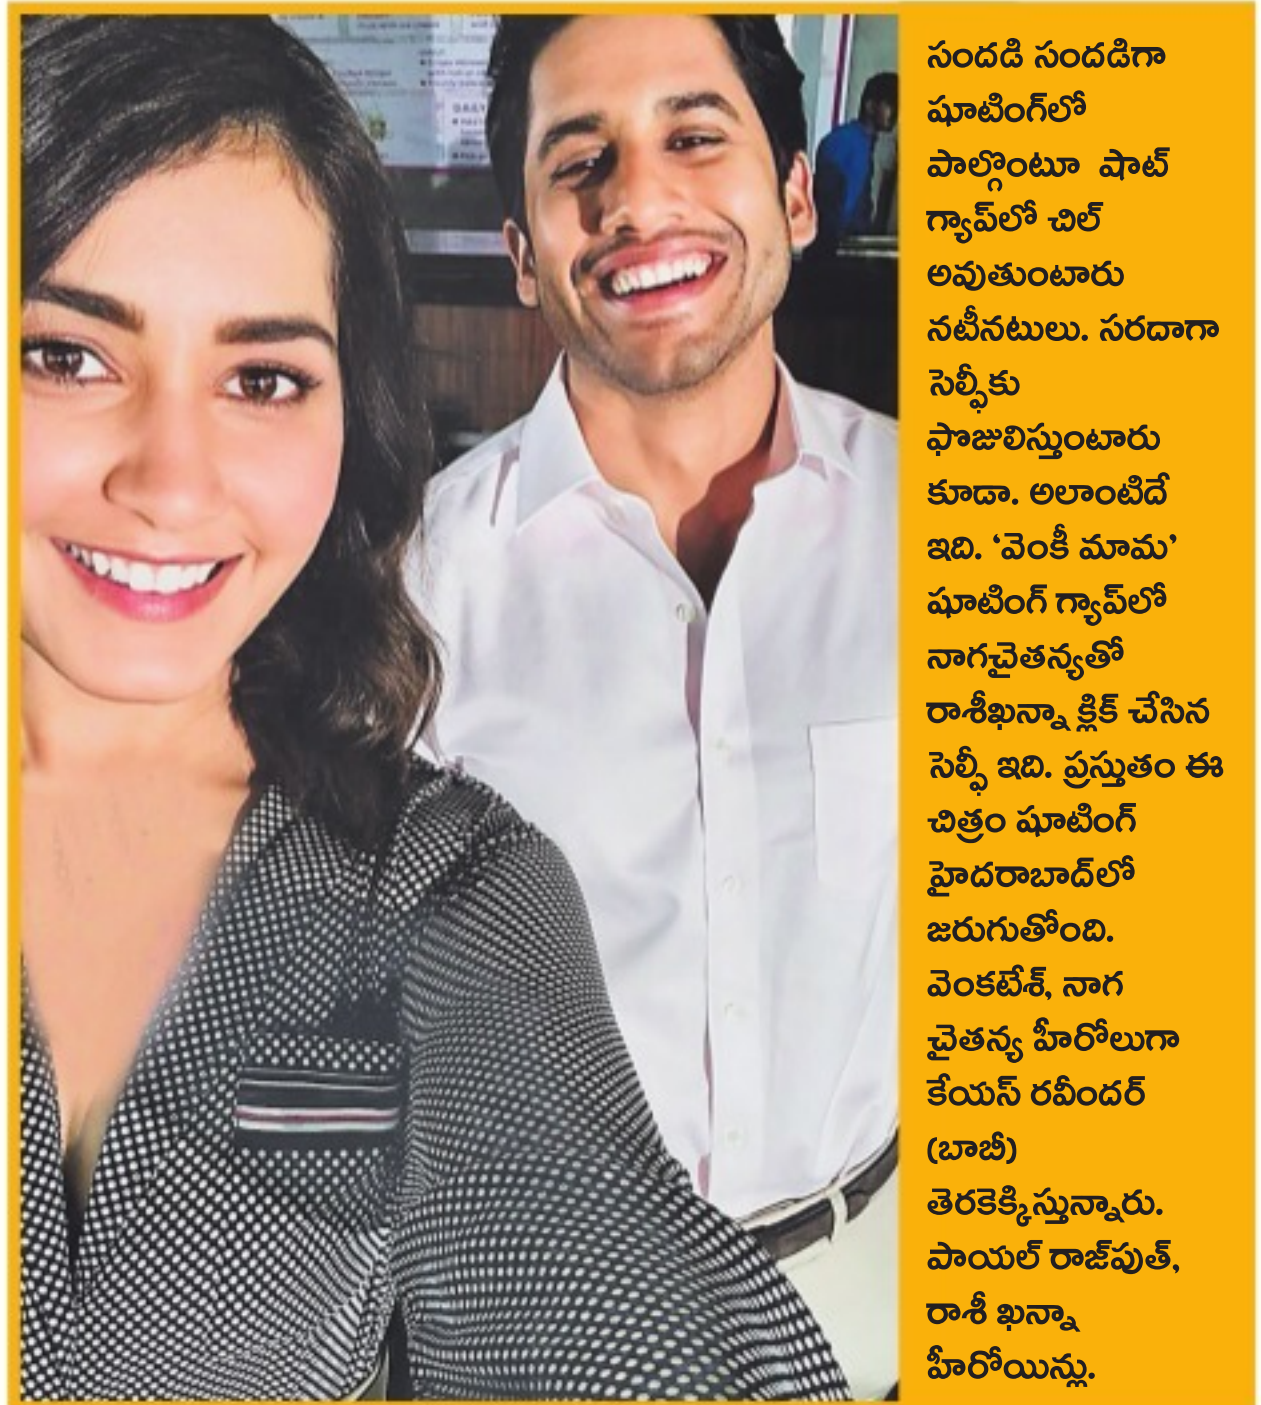 సందడి సందడిగా
షూటింగ్‌లో
పాల్గొంటూ షాట్
గ్యాప్‌లో చిల్
అవుతుంటారు
నటీనటులు. సరదాగా
సెల్ఫీకు
ఫొజులిస్తుంటారు
కూడా. అలాంటిదే
ఇది. ‘వెంకీ మామ’
షూటింగ్ గ్యాప్‌లో
నాగచైతన్యతో
రాశీఖన్నా క్లిక్ చేసిన
సెల్ఫీ ఇది. ప్రస్తుతం ఈ
చిత్రం షూటింగ్
హైదరాబాద్‌లో
జరుగుతోంది.
వెంకటేశ్, నాగ
చైతన్య హీరోలుగా
కేయస్ రవీందర్
(బాబీ)
తెరకెక్కిస్తున్నారు.
పాయల్ రాజ్‌పుత్,
రాశీ ఖన్నా
హీరోయిన్లు.